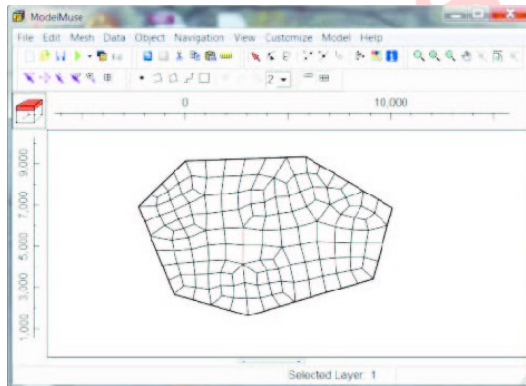 ModelMuse
File Edit Mesh Data Object Navigation View Customize Model Help
2
0 10,000
9,000
7,000
5,000
3,000
1,000
Selected Layer: 1